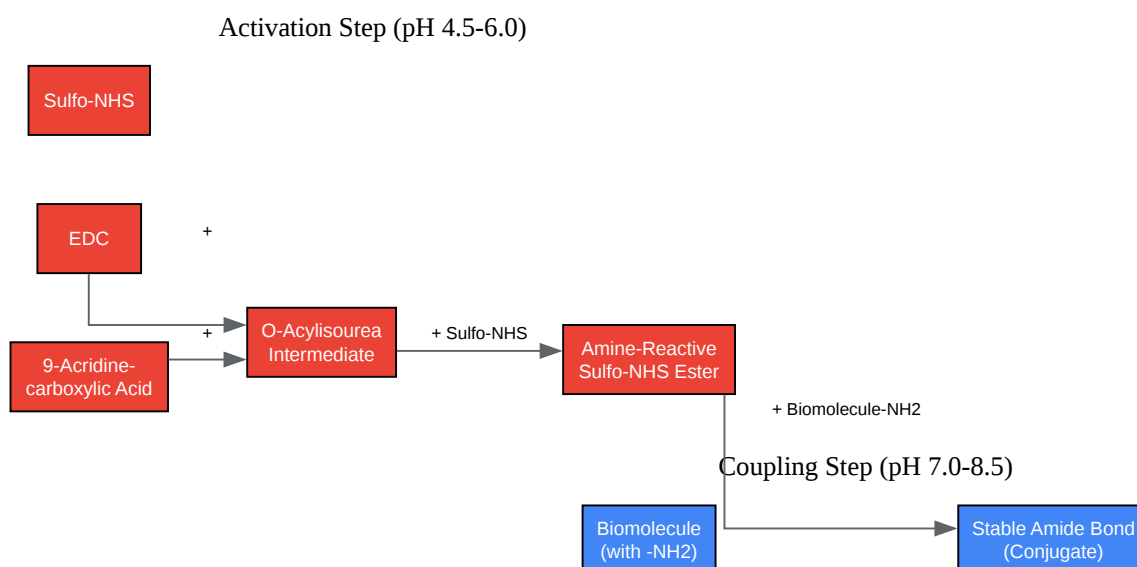 Activation Step (pH 4.5-6.0)
Sulfo-NHS
EDC
+
9-Acridine-
carboxylic Acid
+
O-Acylisourea
Intermediate
+ Sulfo-NHS
Amine-Reactive
Sulfo-NHS Ester
+ Biomolecule-NH2
Coupling Step (pH 7.0-8.5)
Biomolecule
(with -NH2)
Stable Amide Bond
(Conjugate)